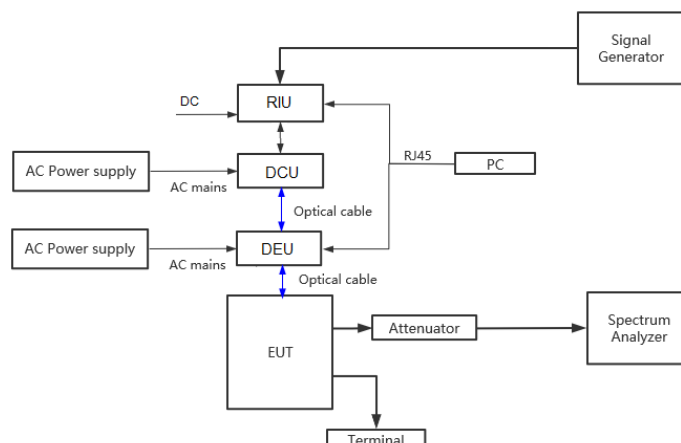 Signal
Generator
DC
RIU
RJ45
PC
AC Power supply
AC mains
DCU
Optical cable
AC Power supply
AC mains
DEU
Optical cable
EUT
Attenuator
Spectrum
Analyzer
Terminal